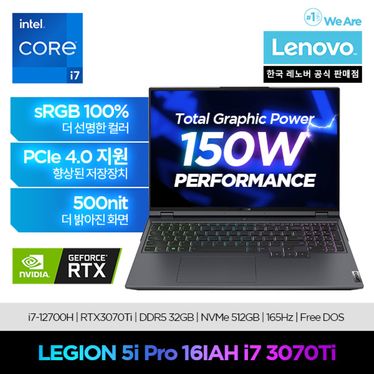 intel.
CORE
i7
#1 We Are
Lenovo
한국 레노버 공식 판매점
sRGB 100%
더 선명한 컬러
PCIe 4.0 지원
향상된 저장장치
500nit
더 밝아진 화면
Total Graphic Power
150W
PERFORMANCE
NVIDIA.
GEFORCE
RTX
i7-12700H | RTX3070Ti | DDR5 32GB | NVMe 512GB | 165Hz | Free DOS
LEGION 5i Pro 16IAH i7 3070Ti